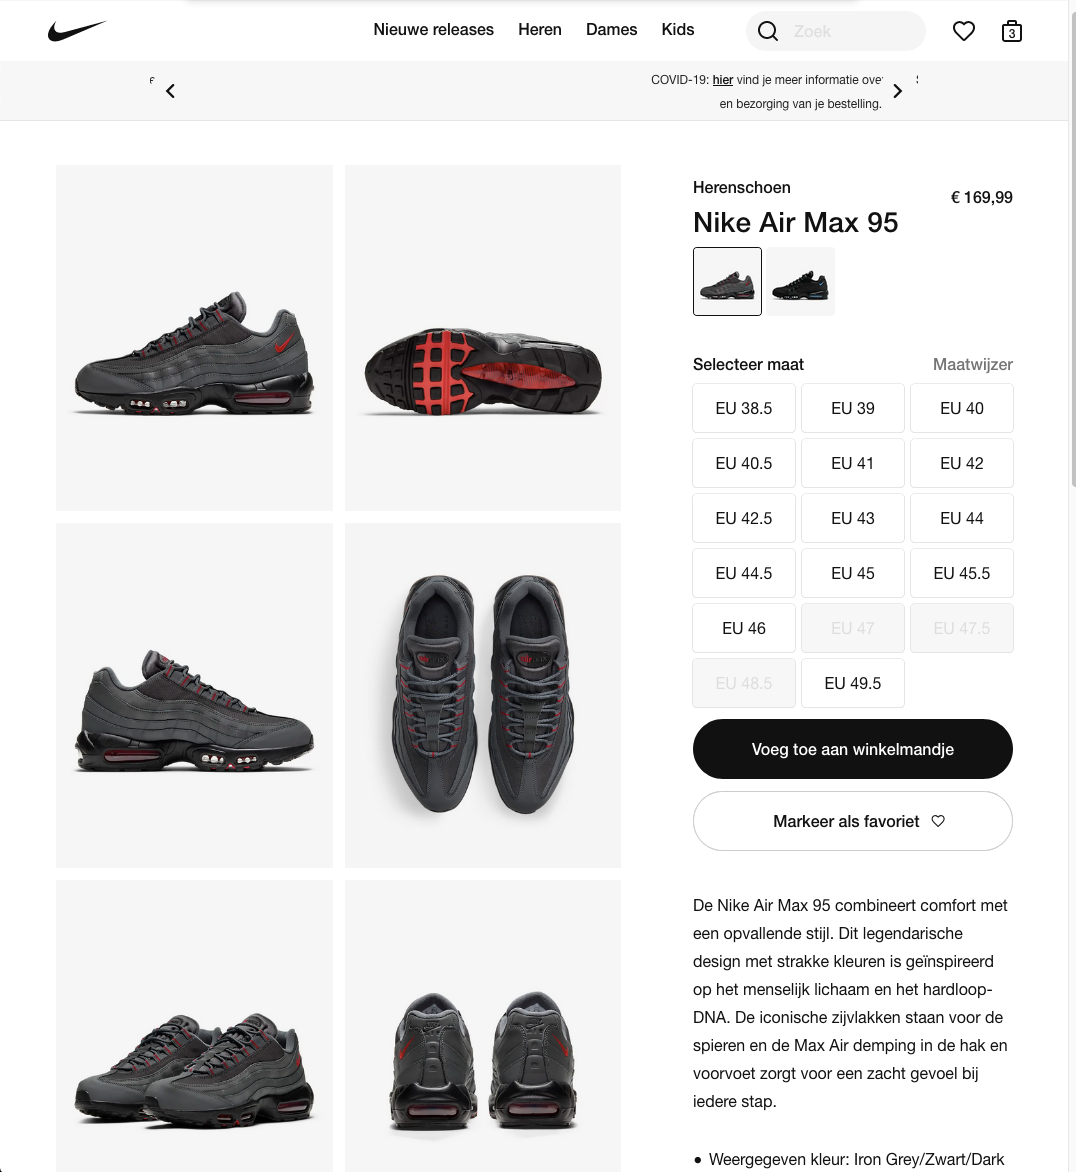 Nieuwe releases Heren Dames Kids
Zoek
3
COVID-19: hier vind je meer informatie over
en bezorging van je bestelling.
Herenschoen
€ 169,99
Nike Air Max 95
Selecteer maat Maatwijzer
EU 38.5 EU 39 EU 40
EU 40.5 EU 41 EU 42
EU 42.5 EU 43 EU 44
EU 44.5 EU 45 EU 45.5
EU 46 EU 47 EU 47.5
EU 48.5 EU 49.5
Voeg toe aan winkelmandje
Markeer als favoriet
De Nike Air Max 95 combineert comfort met
een opvallende stijl. Dit legendarische
design met strakke kleuren is geïnspireerd
op het menselijk lichaam en het hardloop-
DNA. De iconische zijvlakken staan voor de
spieren en de Max Air demping in de hak en
voorvoet zorgt voor een zacht gevoel bij
iedere stap.
• Weergegeven kleur: Iron Grey/Zwart/Dark